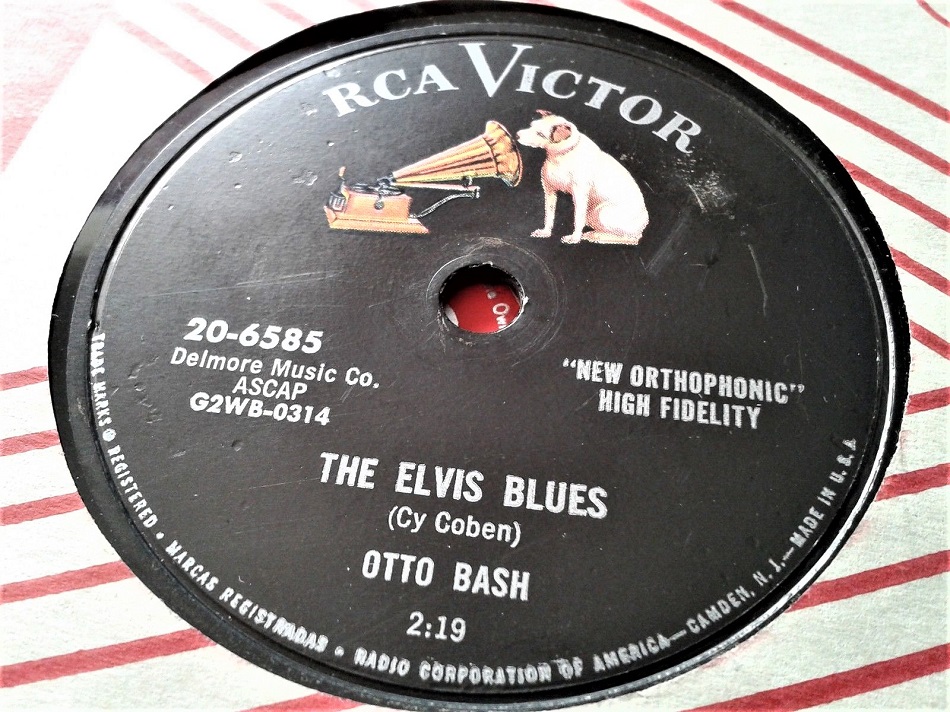 RCA VICTOR
20-6585
Delmore Music Co.
ASCAP
G2WB-0314
"NEW ORTHOPHONIC"
HIGH FIDELITY
THE ELVIS BLUES
(Cy Coben)
OTTO BASH
2:19
TRADE MARKS ® REGISTERED • MARCAS REGISTRADAS • RADIO CORPORATION OF AMERICA—CAMDEN, N. J.—MADE IN U. S. A.